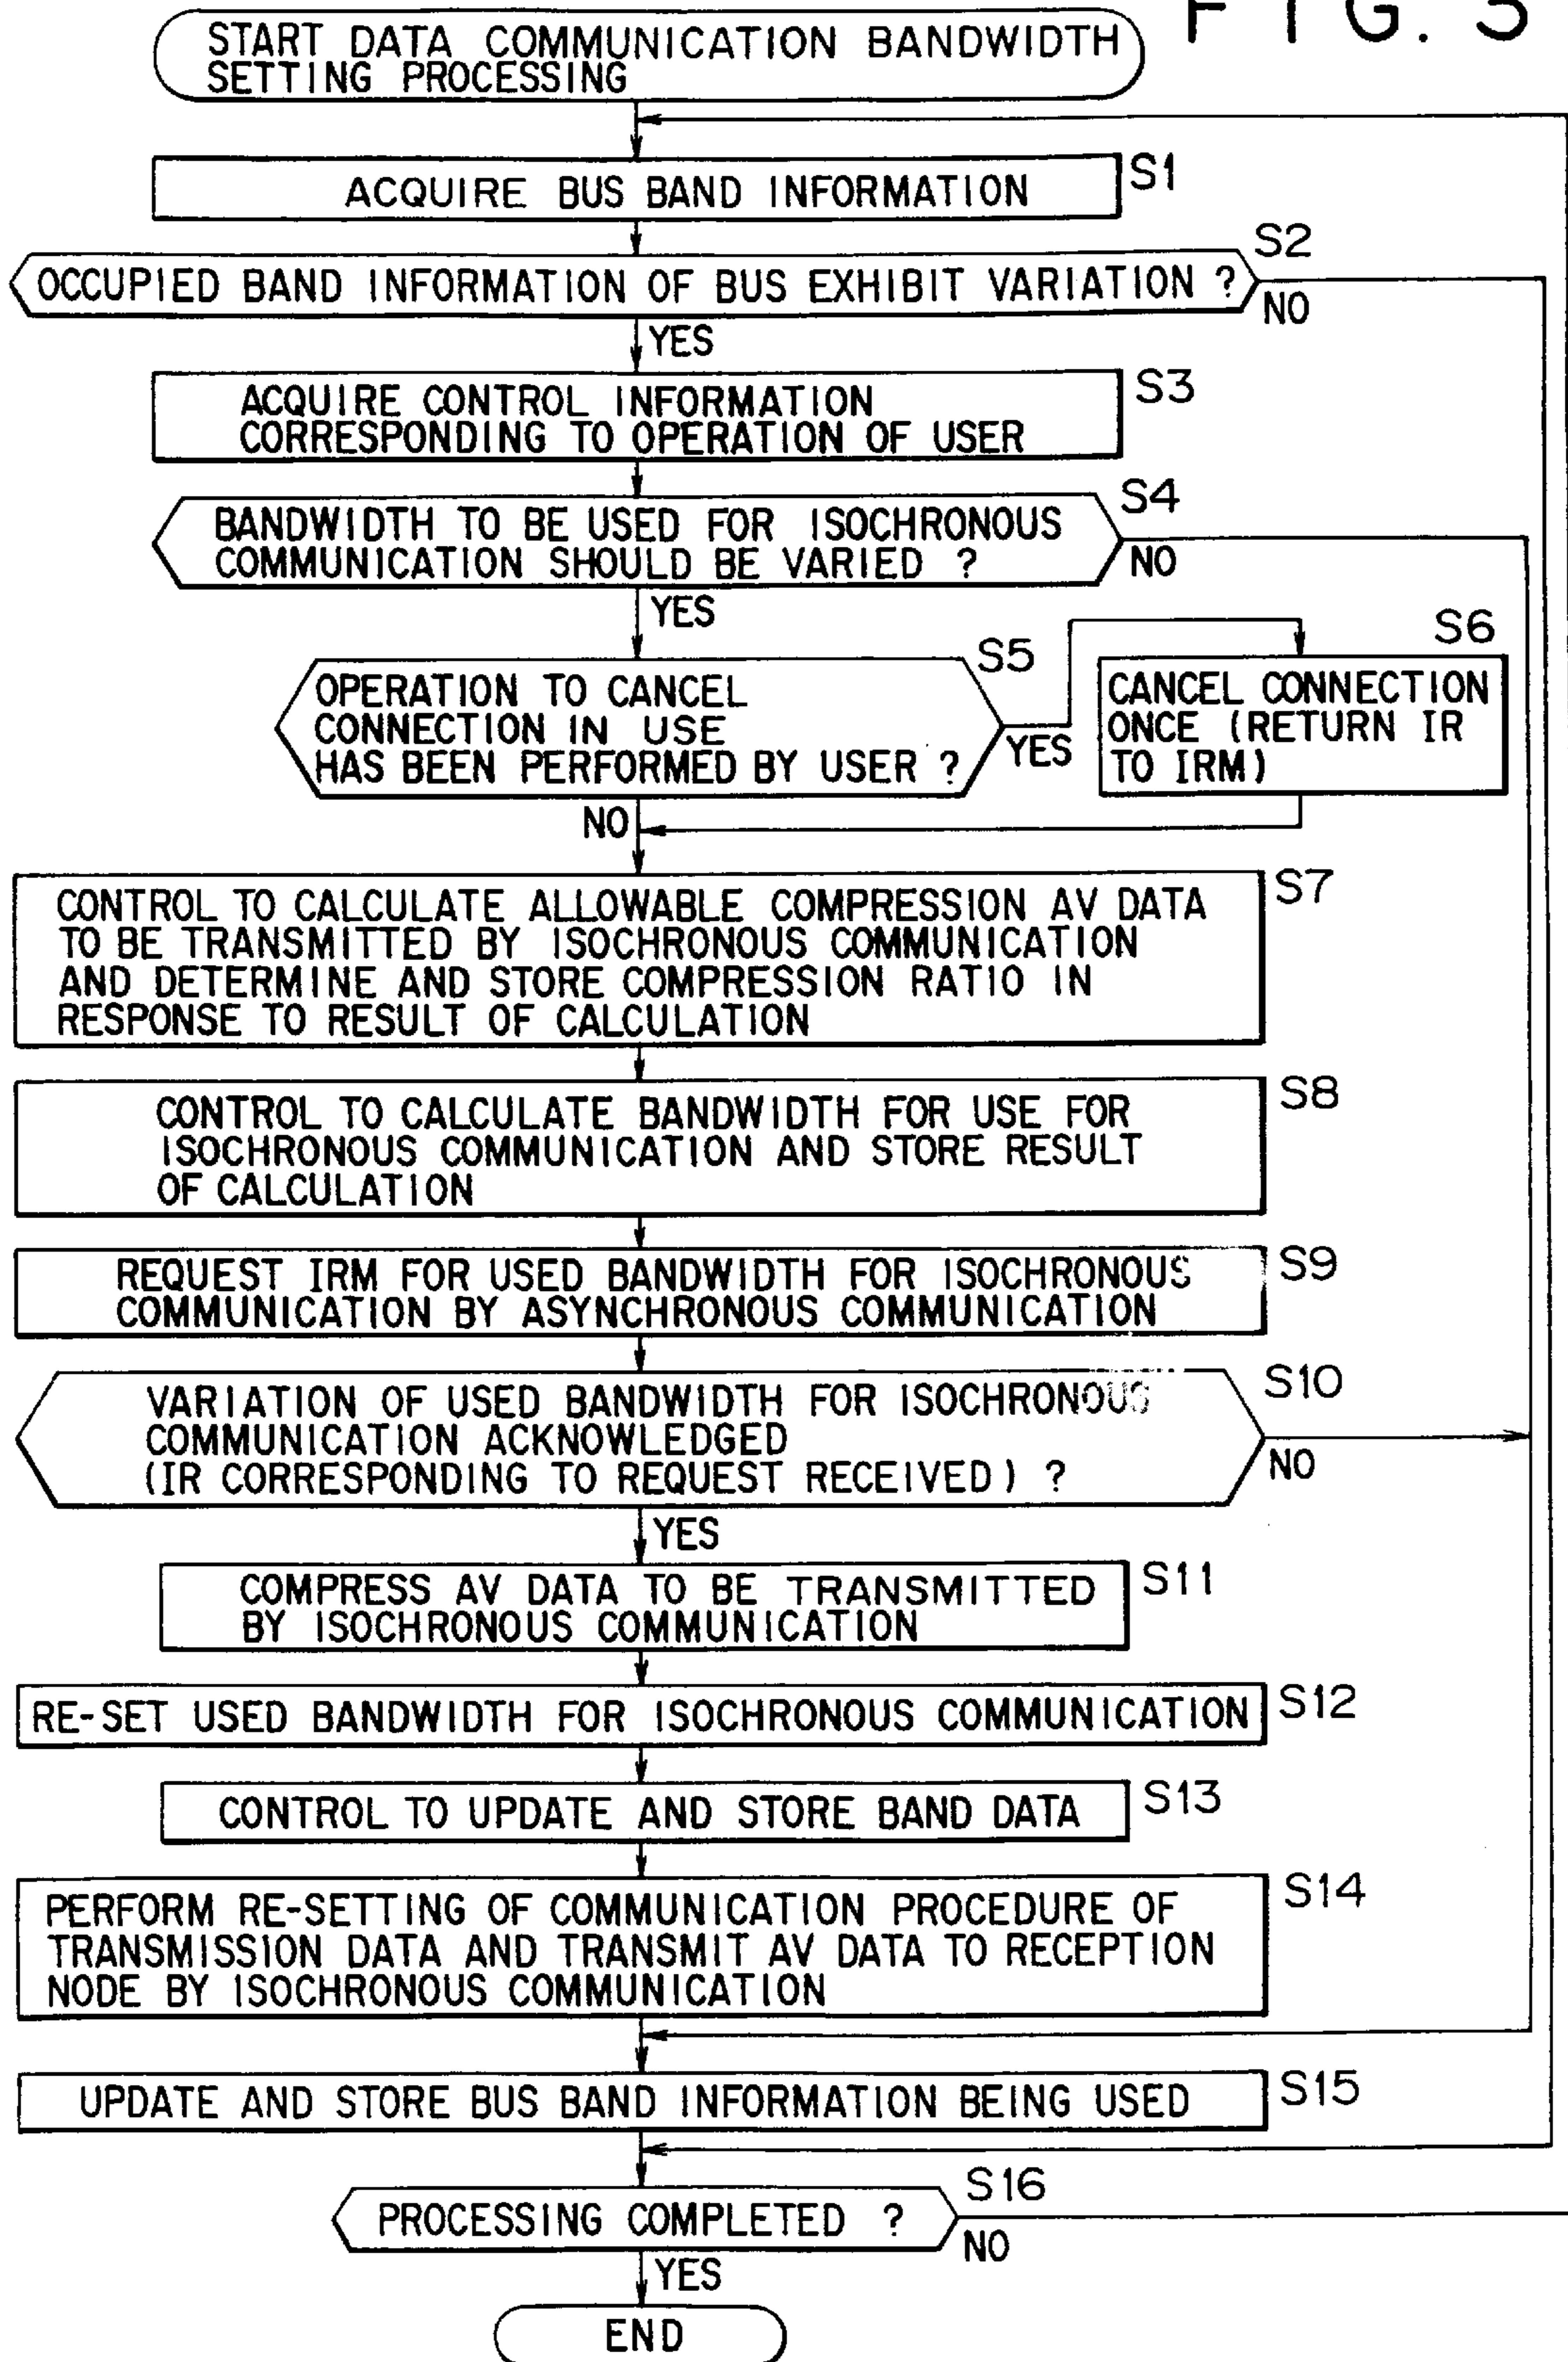 FIG. 3
START DATA COMMUNICATION BANDWIDTH
SETTING PROCESSING
ACQUIRE BUS BAND INFORMATION
S1
OCCUPIED BAND INFORMATION OF BUS EXHIBIT VARIATION ?
S2
NO
YES
ACQUIRE CONTROL INFORMATION
CORRESPONDING TO OPERATION OF USER
S3
BANDWIDTH TO BE USED FOR ISOCHRONOUS
COMMUNICATION SHOULD BE VARIED ?
S4
NO
YES
OPERATION TO CANCEL
CONNECTION IN USE
HAS BEEN PERFORMED BY USER ?
S5
YES
S6
CANCEL CONNECTION
ONCE (RETURN IR
TO IRM)
NO
CONTROL TO CALCULATE ALLOWABLE COMPRESSION AV DATA
TO BE TRANSMITTED BY ISOCHRONOUS COMMUNICATION
AND DETERMINE AND STORE COMPRESSION RATIO IN
RESPONSE TO RESULT OF CALCULATION
S7
CONTROL TO CALCULATE BANDWIDTH FOR USE FOR
ISOCHRONOUS COMMUNICATION AND STORE RESULT
OF CALCULATION
S8
REQUEST IRM FOR USED BANDWIDTH FOR ISOCHRONOUS
COMMUNICATION BY ASYNCHRONOUS COMMUNICATION
S9
VARIATION OF USED BANDWIDTH FOR ISOCHRONOUS
COMMUNICATION ACKNOWLEDGED
(IR CORRESPONDING TO REQUEST RECEIVED) ?
S10
NO
YES
COMPRESS AV DATA TO BE TRANSMITTED
BY ISOCHRONOUS COMMUNICATION
S11
RE-SET USED BANDWIDTH FOR ISOCHRONOUS COMMUNICATION
S12
CONTROL TO UPDATE AND STORE BAND DATA
S13
PERFORM RE-SETTING OF COMMUNICATION PROCEDURE OF
TRANSMISSION DATA AND TRANSMIT AV DATA TO RECEPTION
NODE BY ISOCHRONOUS COMMUNICATION
S14
UPDATE AND STORE BUS BAND INFORMATION BEING USED
S15
PROCESSING COMPLETED ?
S16
NO
YES
END